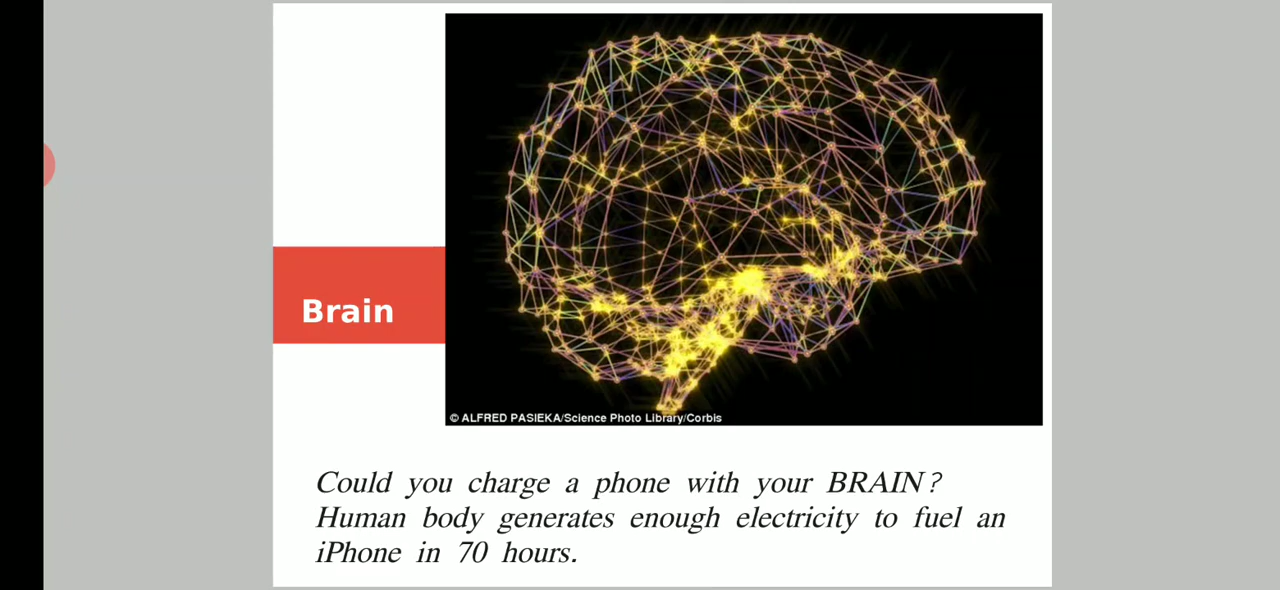 © ALFRED PASIEKA/Science Photo Library/Corbis
Brain
Could you charge a phone with your BRAIN?
Human body generates enough electricity to fuel an
iPhone in 70 hours.